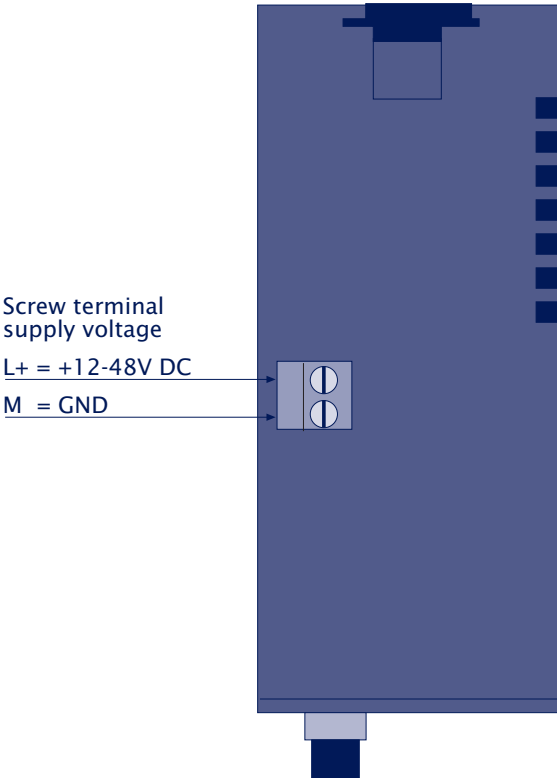 Screw terminal
supply voltage
L+ = +12-48V DC
M = GND